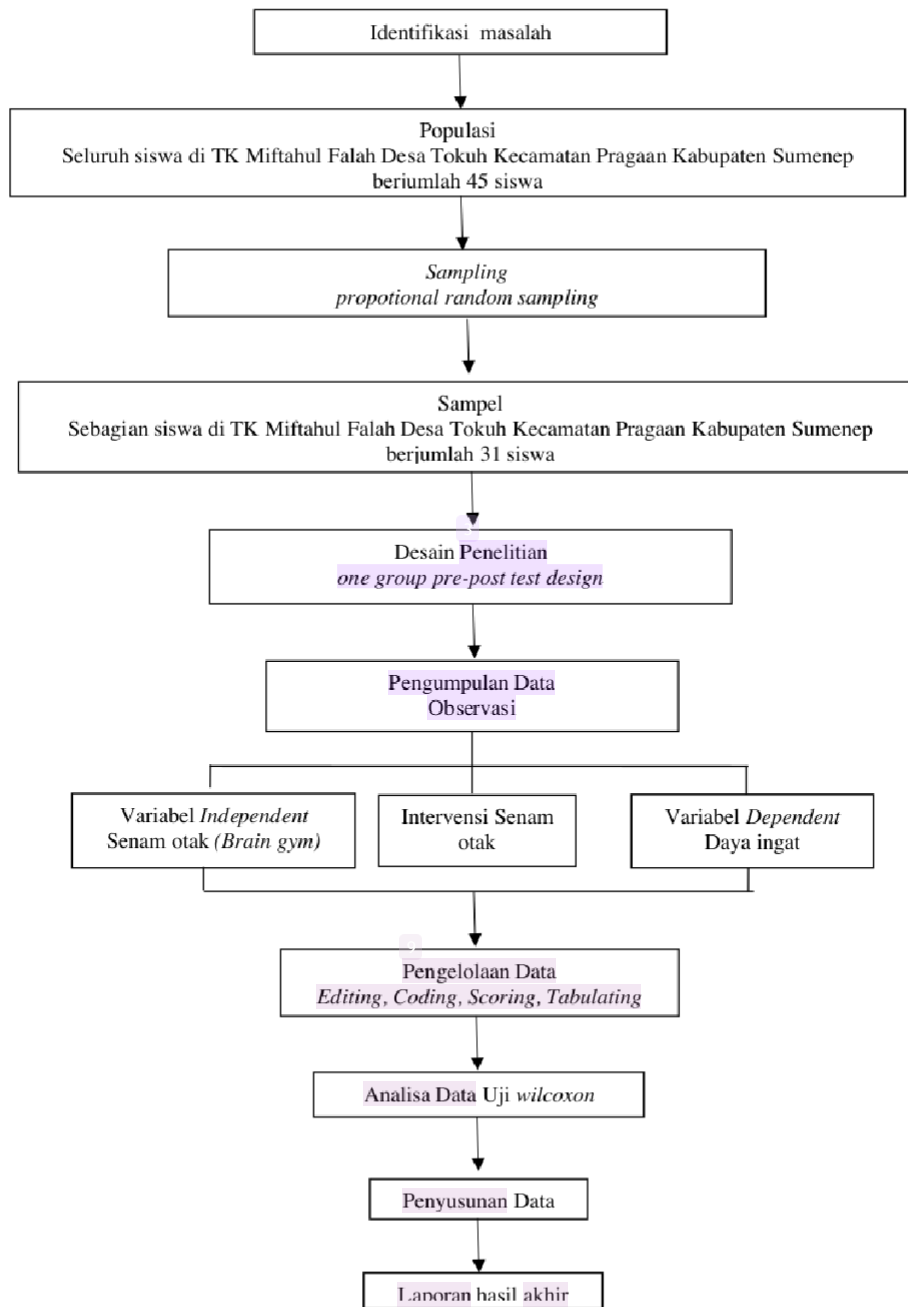 Identifikasi masalah
Populasi
Seluruh siswa di TK Miftahul Falah Desa Tokuh Kecamatan Pragaan Kabupaten Sumenep
berjumlah 45 siswa
Sampling
propotional random sampling
Sampel
Sebagian siswa di TK Miftahul Falah Desa Tokuh Kecamatan Pragaan Kabupaten Sumenep
berjumlah 31 siswa
Desain Penelitian
one group pre-post test design
Pengumpulan Data
Observasi
Variabel Independent
Senam otak (Brain gym)
Intervensi Senam
otak
Variabel Dependent
Daya ingat
9
Pengelolaan Data
Editing, Coding, Scoring, Tabulating
Analisa Data Uji wilcoxon
Penyusunan Data
Laporan hasil akhir